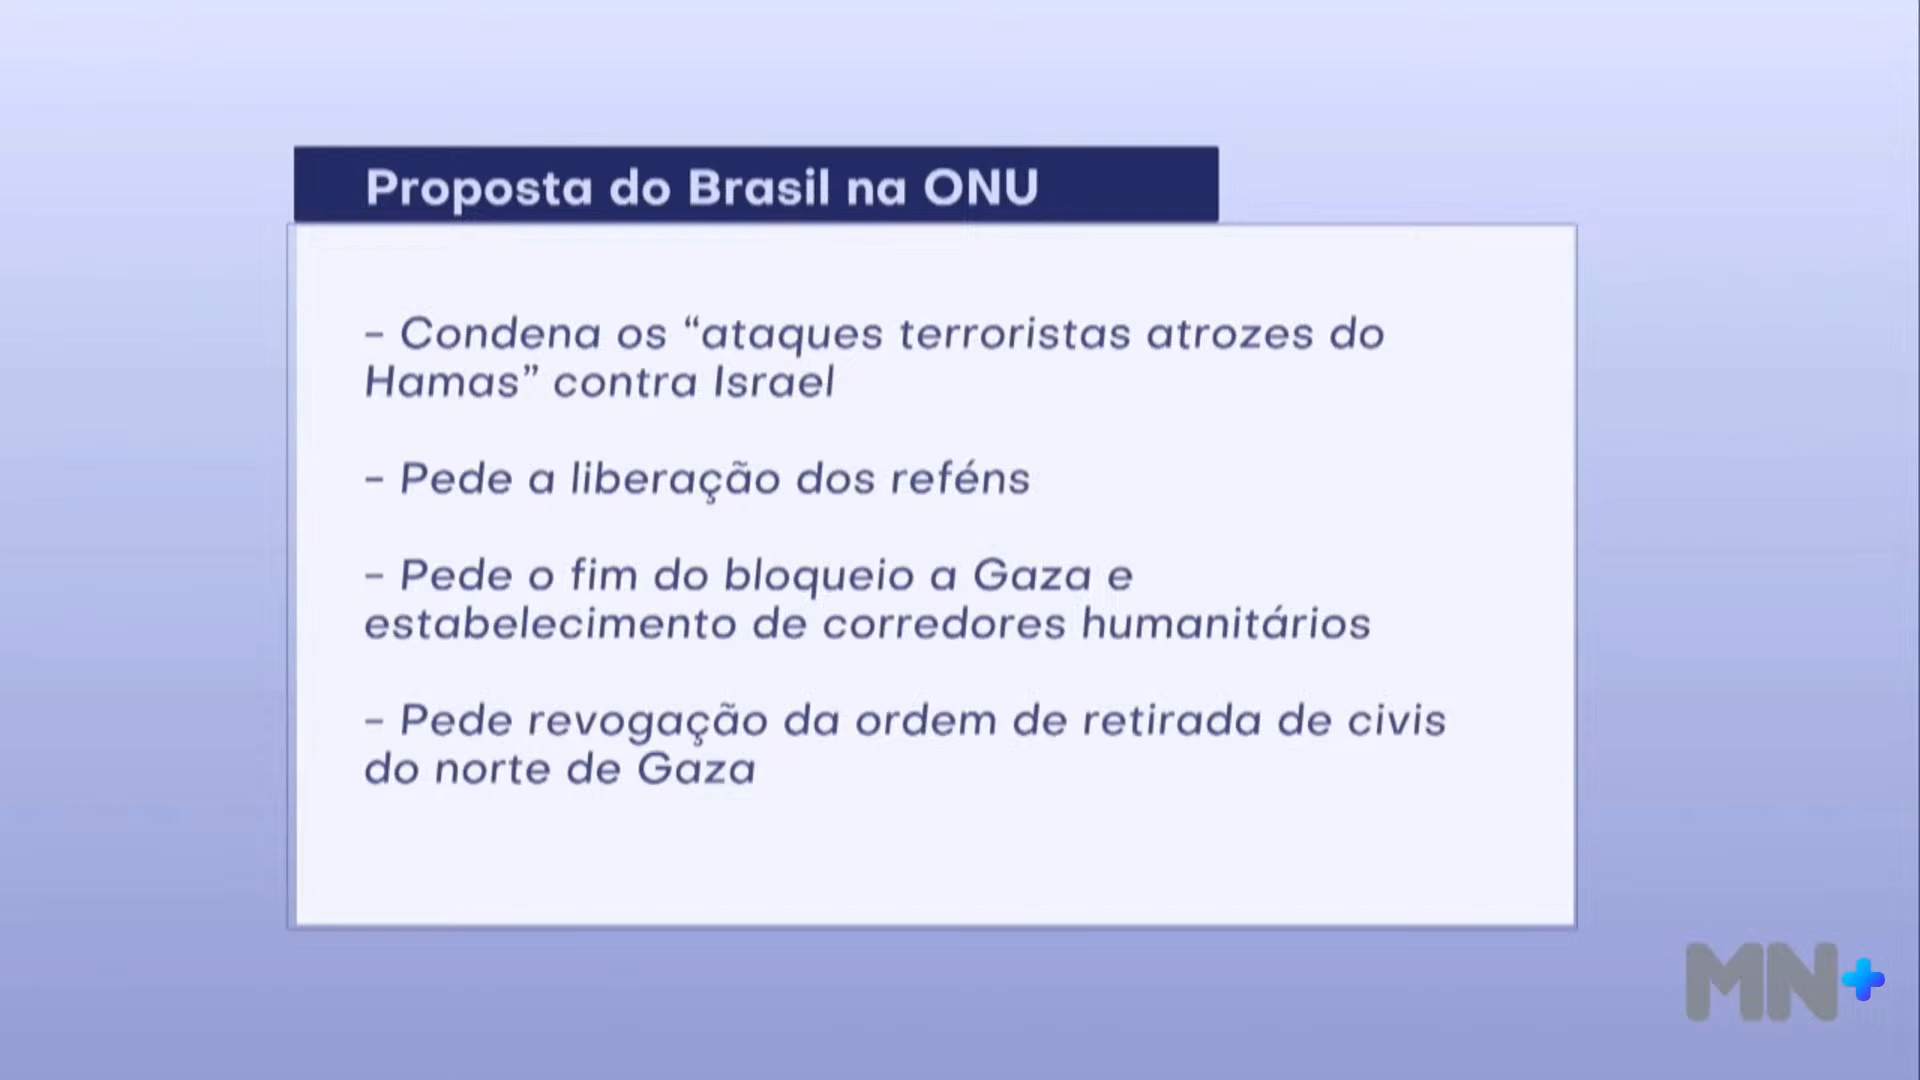 Proposta do Brasil na ONU
– Condena os “ataques terroristas atrozes do
Hamas” contra Israel
– Pede a liberação dos reféns
– Pede o fim do bloqueio a Gaza e
estabelecimento de corredores humanitários
– Pede revogação da ordem de retirada de civis
do norte de Gaza
MN+